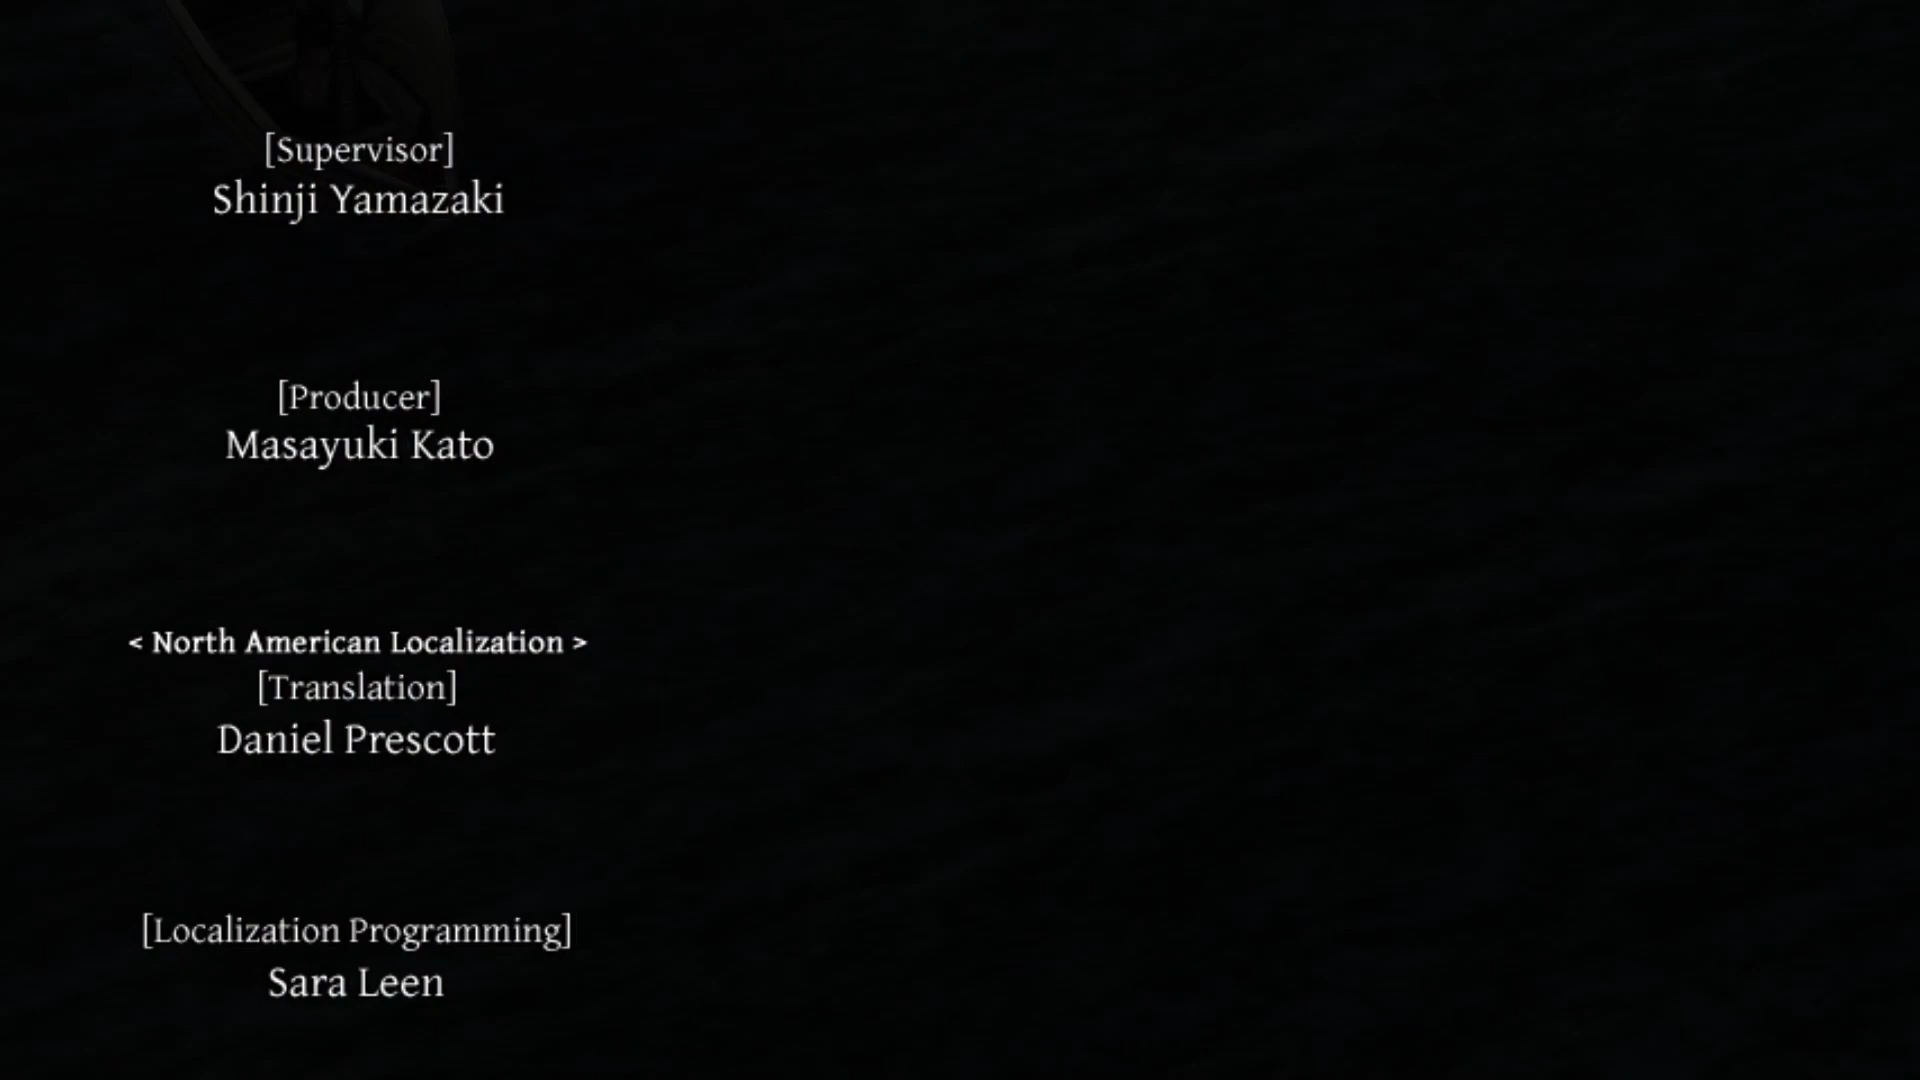 [Supervisor]
Shinji Yamazaki
[Producer]
Masayuki Kato
< North American Localization >
[Translation]
Daniel Prescott
[Localization Programming]
Sara Leen